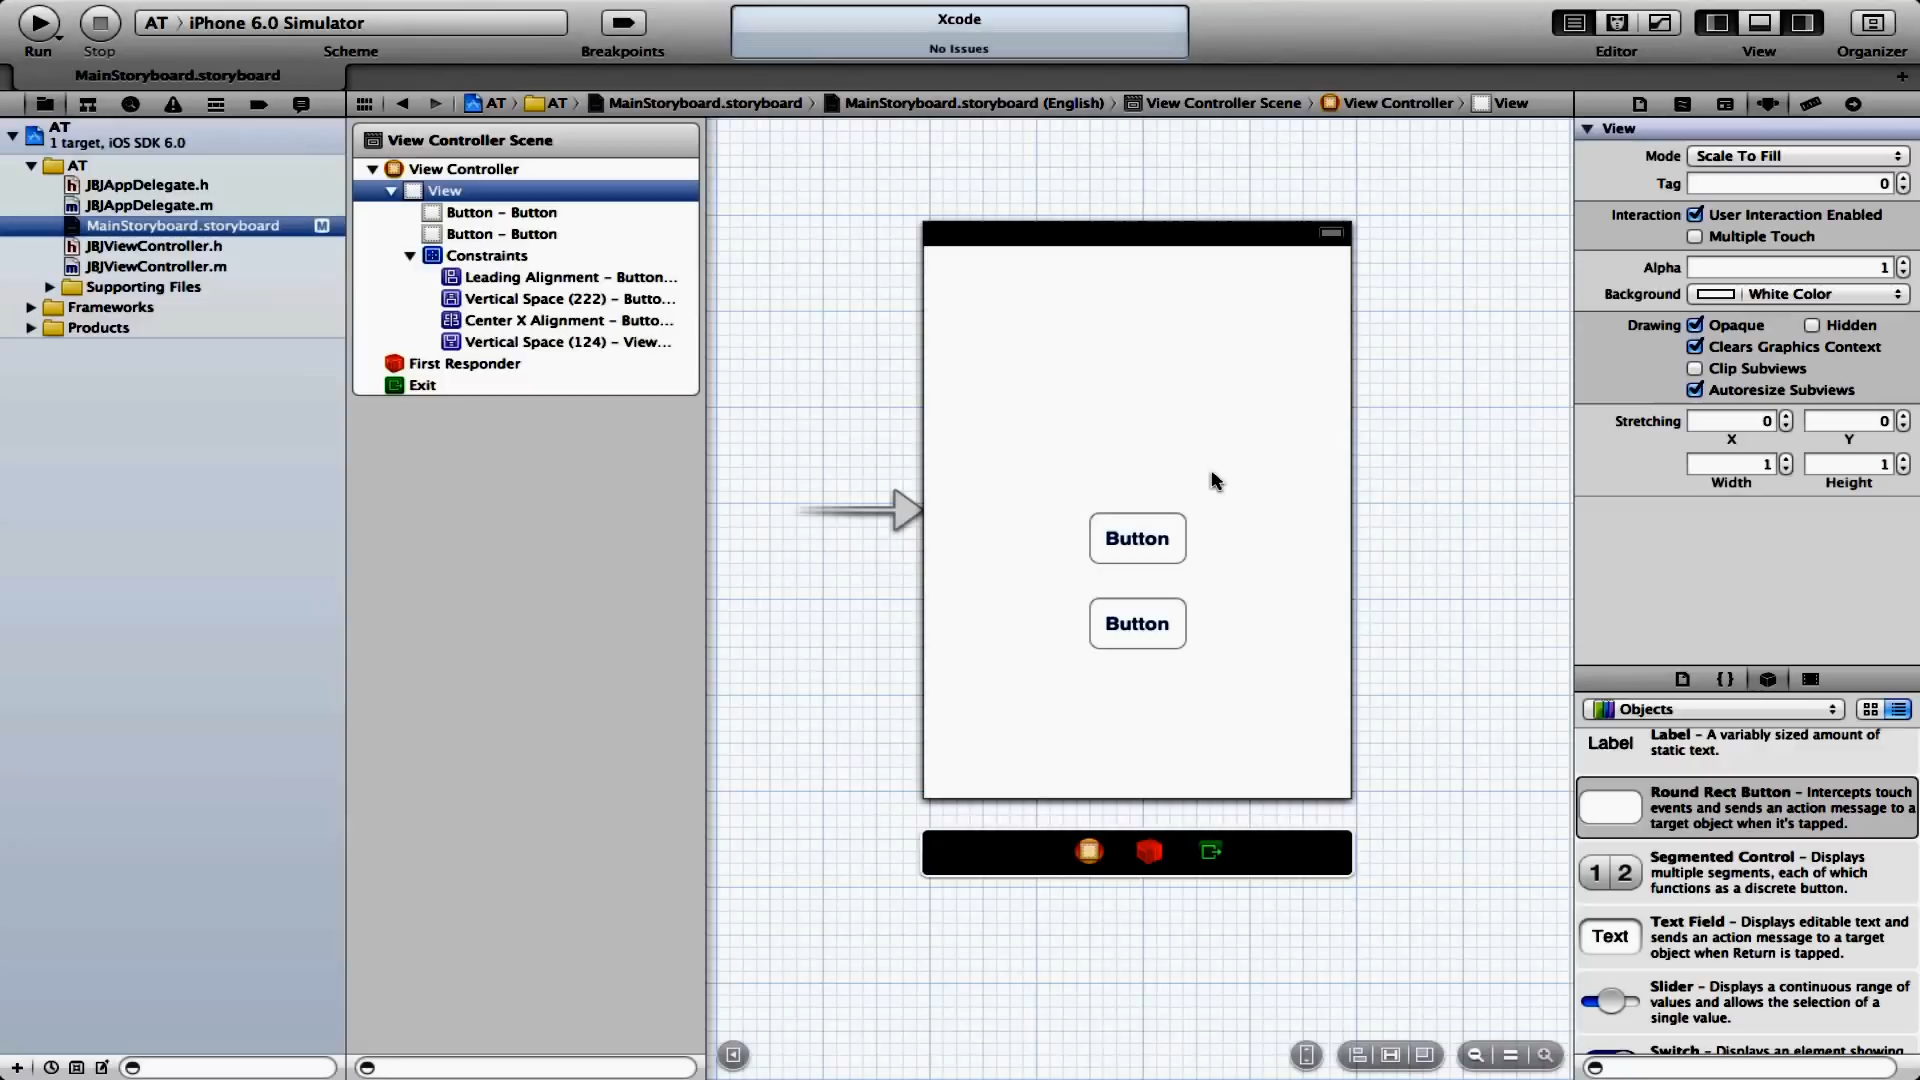 AT 〉 iPhone 6.0 Simulator
Xcode
No Issues
Run
Stop
Scheme
Breakpoints
Editor
View
Organizer
MainStoryboard.storyboard
AT
AT
MainStoryboard.storyboard
MainStoryboard.storyboard (English)
View Controller Scene
View Controller
View
AT
1 target, iOS SDK 6.0
AT
JBJAppDelegate.h
JBJAppDelegate.m
MainStoryboard.storyboard
M
JBJViewController.h
JBJViewController.m
Supporting Files
Frameworks
Products
View Controller Scene
View Controller
View
Button – Button
Button – Button
Constraints
Leading Alignment – Button...
Vertical Space (222) – Butto...
Center X Alignment – Butto...
Vertical Space (124) – View...
First Responder
Exit
Button
Button
View
Mode Scale To Fill
Tag 0
Interaction User Interaction Enabled
Multiple Touch
Alpha 1
Background White Color
Drawing Opaque Hidden
Clears Graphics Context
Clip Subviews
Autoresize Subviews
Stretching 0 0
X Y
1 1
Width Height
Objects
Label
Label – A variably sized amount of
static text.
Round Rect Button – Intercepts touch
events and sends an action message to a
target object when it's tapped.
1 2
Segmented Control – Displays
multiple segments, each of which
functions as a discrete button.
Text
Text Field – Displays editable text and
sends an action message to a target
object when Return is tapped.
Slider – Displays a continuous range of
values and allows the selection of a
single value.
Switch – Displays an element showing